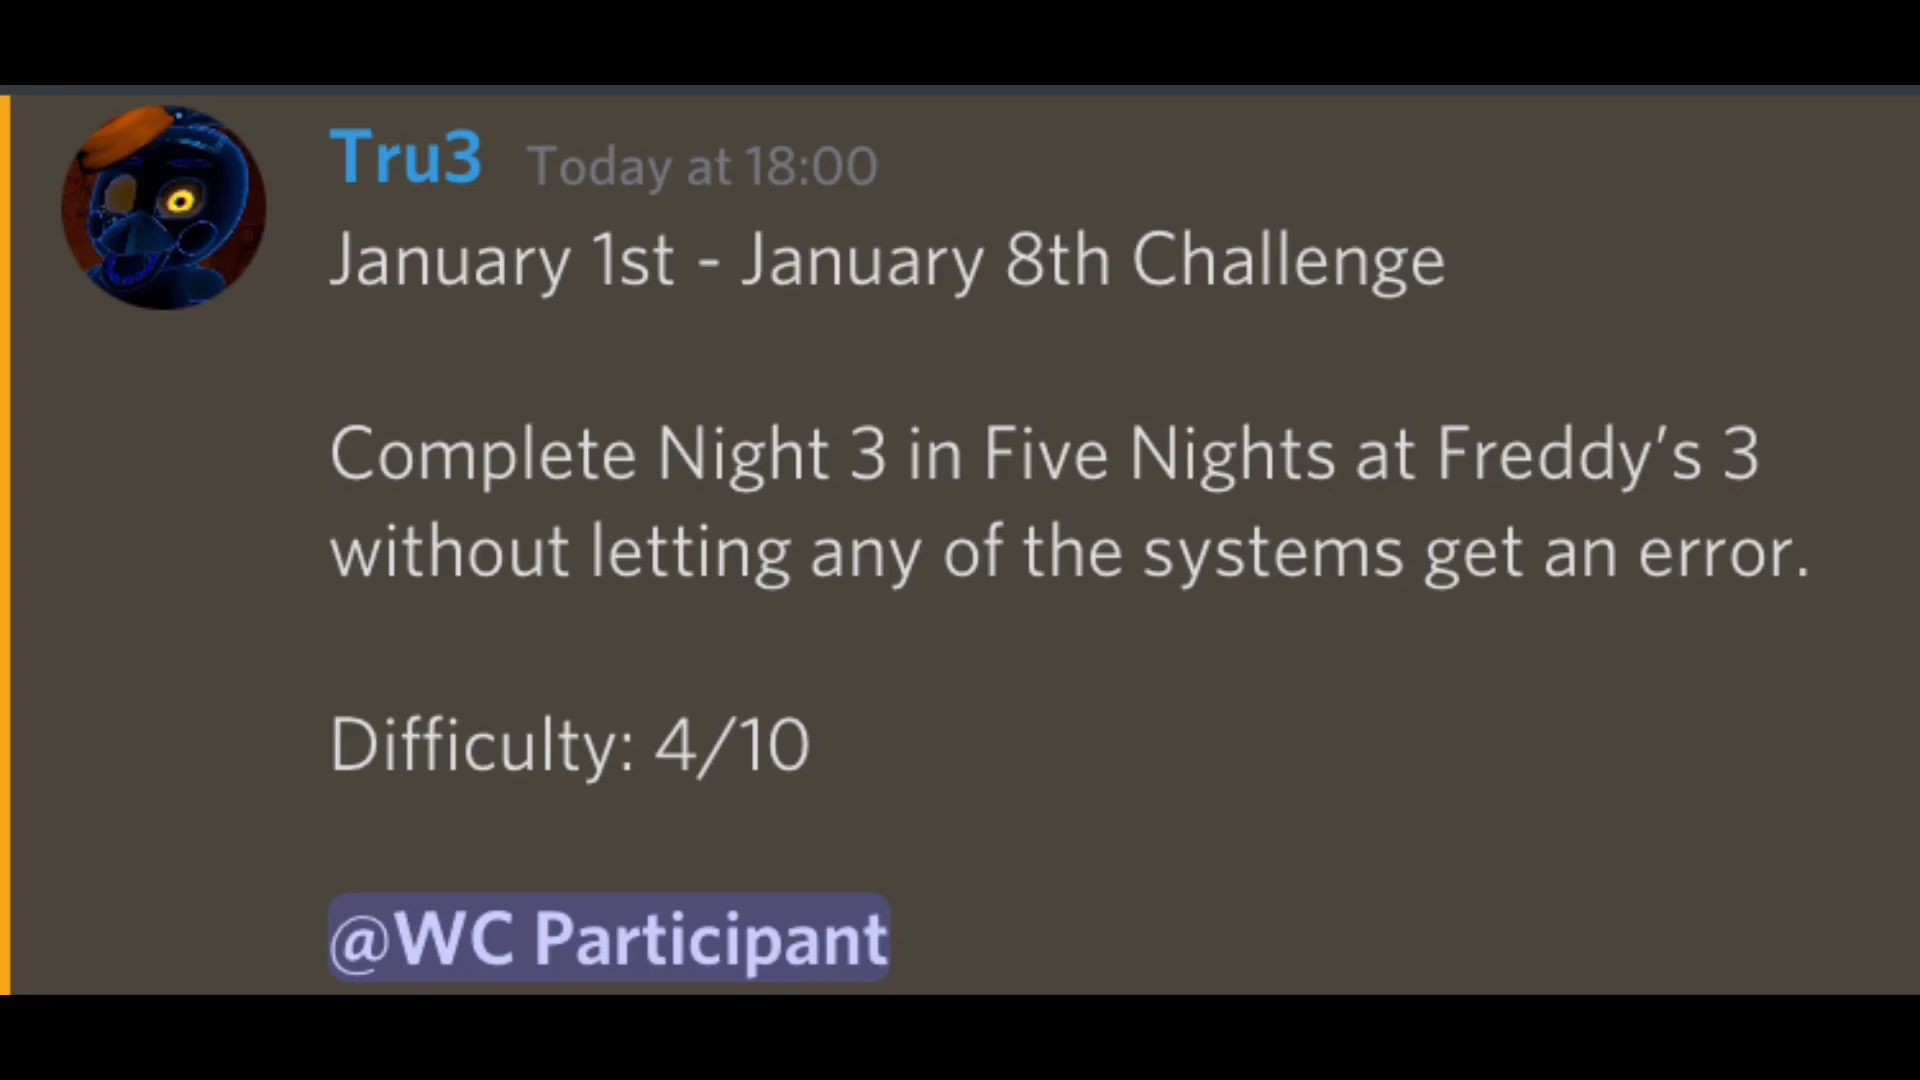 Tru3 Today at 18:00
January 1st - January 8th Challenge
Complete Night 3 in Five Nights at Freddy's 3
without letting any of the systems get an error.
Difficulty: 4/10
@WC Participant